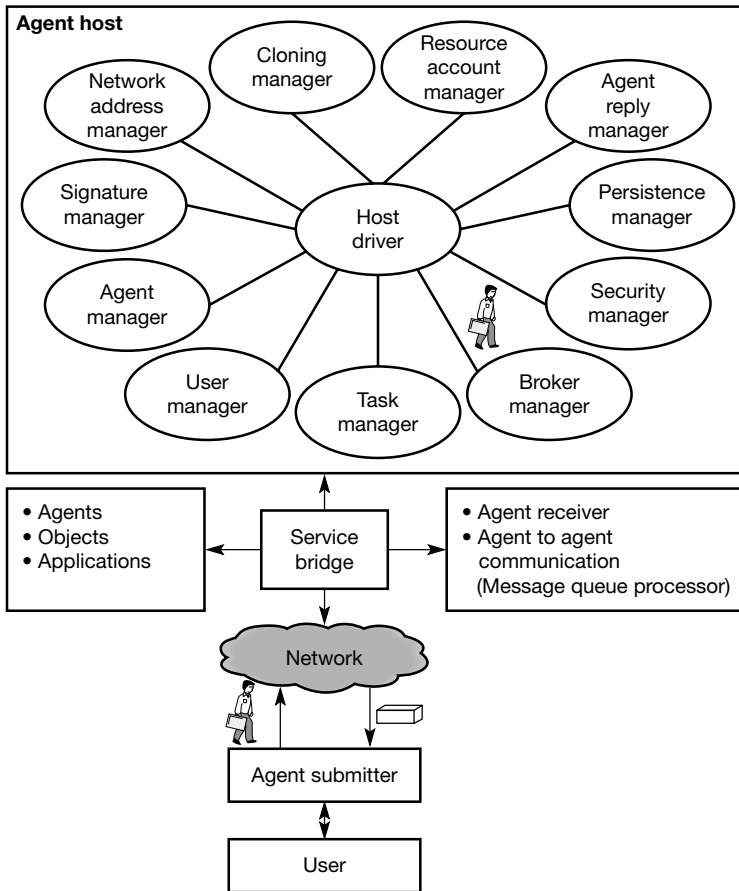 Agent host
Cloning
manager
Resource
account
manager
Network
address
manager
Agent
reply
manager
Signature
manager
Host
driver
Persistence
manager
Agent
manager
Security
manager
User
manager
Task
manager
Broker
manager
• Agents
• Objects
• Applications
Service
bridge
• Agent receiver
• Agent to agent
communication
(Message queue processor)
Network
Agent submitter
User